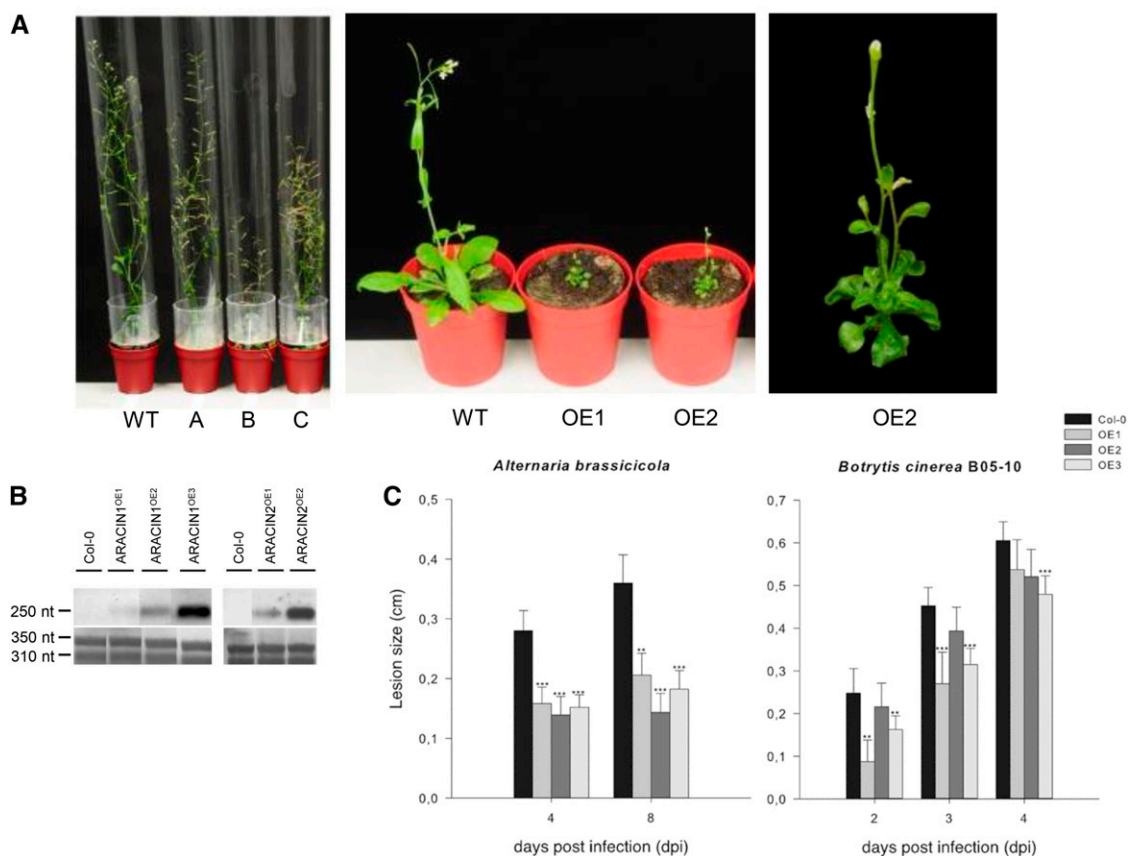 A
WT A B C
WT OE1 OE2
OE2
Col-0
OE1
OE2
OE3
B
Col-0 ARACIN1OE1 ARACIN1OE2 ARACIN1OE3 Col-0 ARACIN2OE1 ARACIN2OE2
250 nt
350 nt
310 nt
C
Alternaria brassicicola
Lesion size (cm)
0,5
0,4
0,3
0,2
0,1
0,0
*** *** *** ** *** ***
4 8
days post infection (dpi)
Botrytis cinerea B05-10
0,7
0,6
0,5
0,4
0,3
0,2
0,1
0,0
** ** *** *** ***
2 3 4
days post infection (dpi)